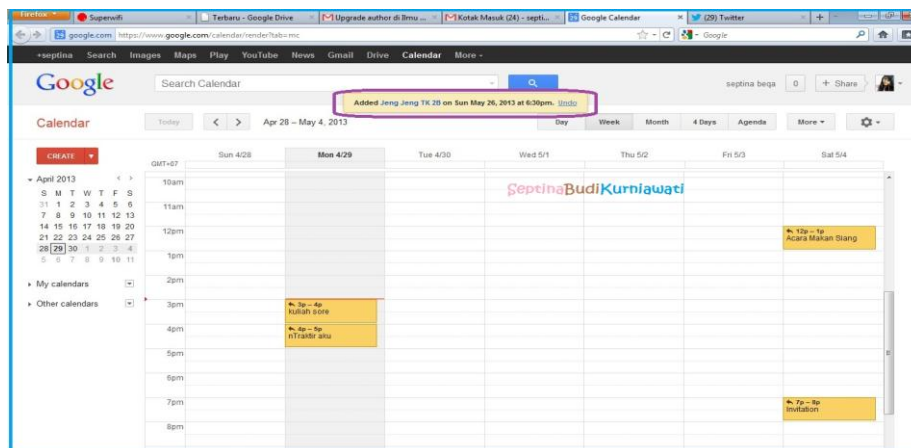 Firefox
Superwifi
Terbaru - Google Drive
Upgrade author di Ilmu ...
Kotak Masuk (24) - septi...
Google Calendar
(29) Twitter
google.com https://www.google.com/calendar/render?tab=mc
Google
+septina Search Images Maps Play YouTube News Gmail Drive Calendar More
Google
Search Calendar
septina bega 0 + Share
Added Jeng Jeng TK 2B on Sun May 26, 2013 at 6:30pm. Undo
Calendar
Today < > Apr 28 – May 4, 2013 Day Week Month 4 Days Agenda More
CREATE
April 2013 < >
S M T W T F S
31 1 2 3 4 5 6
7 8 9 10 11 12 13
14 15 16 17 18 19 20
21 22 23 24 25 26 27
28 29 30 1 2 3 4
5 6 7 8 9 10 11
My calendars
Other calendars
GMT+07
Sun 4/28 Mon 4/29 Tue 4/30 Wed 5/1 Thu 5/2 Fri 5/3 Sat 5/4
10am
SeptinaBudiKurniawati
11am
12pm
12p – 1p
Acara Makan Siang
1pm
2pm
3pm
3p – 4p
kuliah sore
4pm
4p – 5p
nTraktir aku
5pm
6pm
7pm
7p – 8p
Invitation
8pm